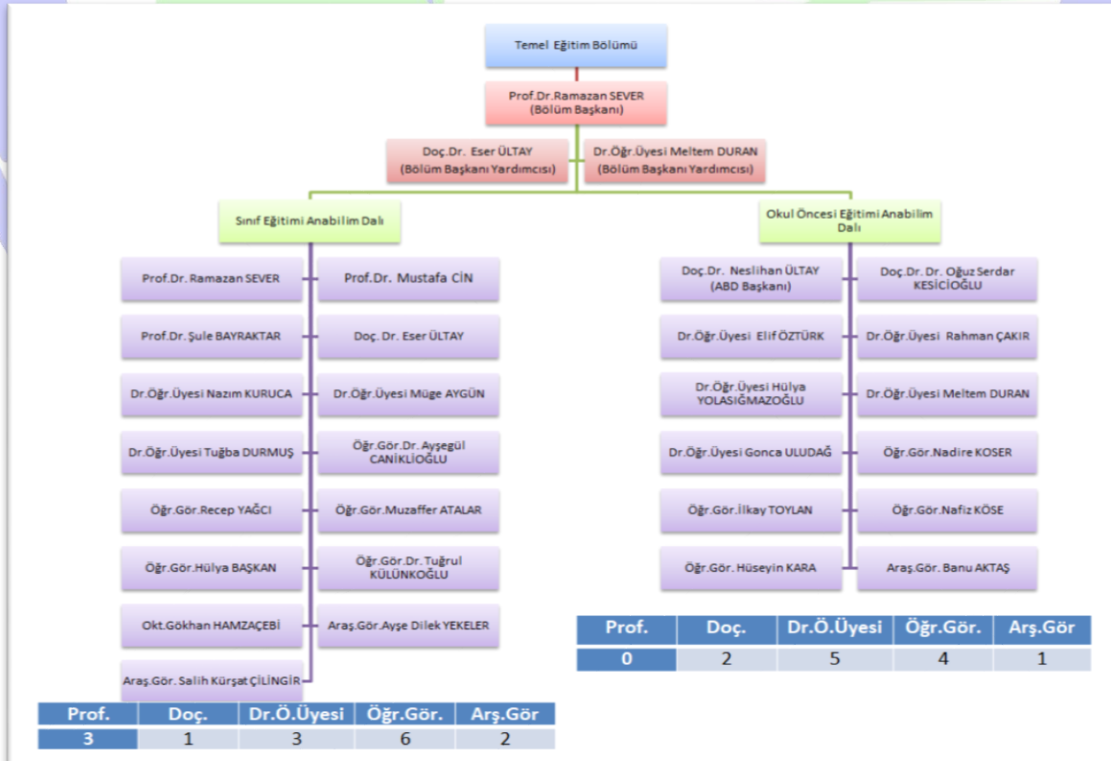 Temel Eğitim Bölümü
Prof.Dr.Ramazan SEVER
(Bölüm Başkanı)
Doç.Dr. Eser ÜLTAY
(Bölüm Başkanı Yardımcısı)
Dr.Öğr.Üyesi Meltem DURAN
(Bölüm Başkanı Yardımcısı)
Sınıf Eğitimi Anabilim Dalı
Prof.Dr. Ramazan SEVER
Prof.Dr. Mustafa CİN
Prof.Dr.Şule BAYRAKTAR
Doç. Dr. Eser ÜLTAY
Dr.Öğr.Üyesi Nazım KURUCA
Dr.Öğr.Üyesi Müge AYGÜN
Dr.Öğr.Üyesi Tuğba DURMUŞ
Öğr.Gör.Dr. Ayşegül
CANİKLİOĞLU
Öğr.Gör.Recep YAĞCI
Öğr.Gör.Muzaffer ATALAR
Öğr.Gör.Hülya BAŞKAN
Öğr.Gör.Dr. Tuğrul
KÜLÜNKOĞLU
Okt.Gökhan HAMZAÇEBİ
Araş.Gör.Ayşe Dilek YEKELER
Araş.Gör. Salih Kürşat ÇİLİNGİR
Prof. Doç. Dr.Ö.Üyesi Öğr.Gör. Arş.Gör
3 1 3 6 2
Okul Öncesi Eğitimi Anabilim
Dalı
Doç.Dr. Neslihan ÜLTAY
(ABD Başkanı)
Doç.Dr. Dr. Oğuz Serdar
KESİCİOĞLU
Dr.Öğr.Üyesi Elif ÖZTÜRK
Dr.Öğr.Üyesi Rahman ÇAKIR
Dr.Öğr.Üyesi Hülya
YOLASIĞMAZOĞLU
Dr.Öğr.Üyesi Meltem DURAN
Dr.Öğr.Üyesi Gonca ULUDAĞ
Öğr.Gör.Nadire KOSER
Öğr.Gör.İlkay TOYLAN
Öğr.Gör.Nafiz KÖSE
Öğr.Gör. Hüseyin KARA
Araş.Gör. Banu AKTAŞ
Prof. Doç. Dr.Ö.Üyesi Öğr.Gör. Arş.Gör
0 2 5 4 1